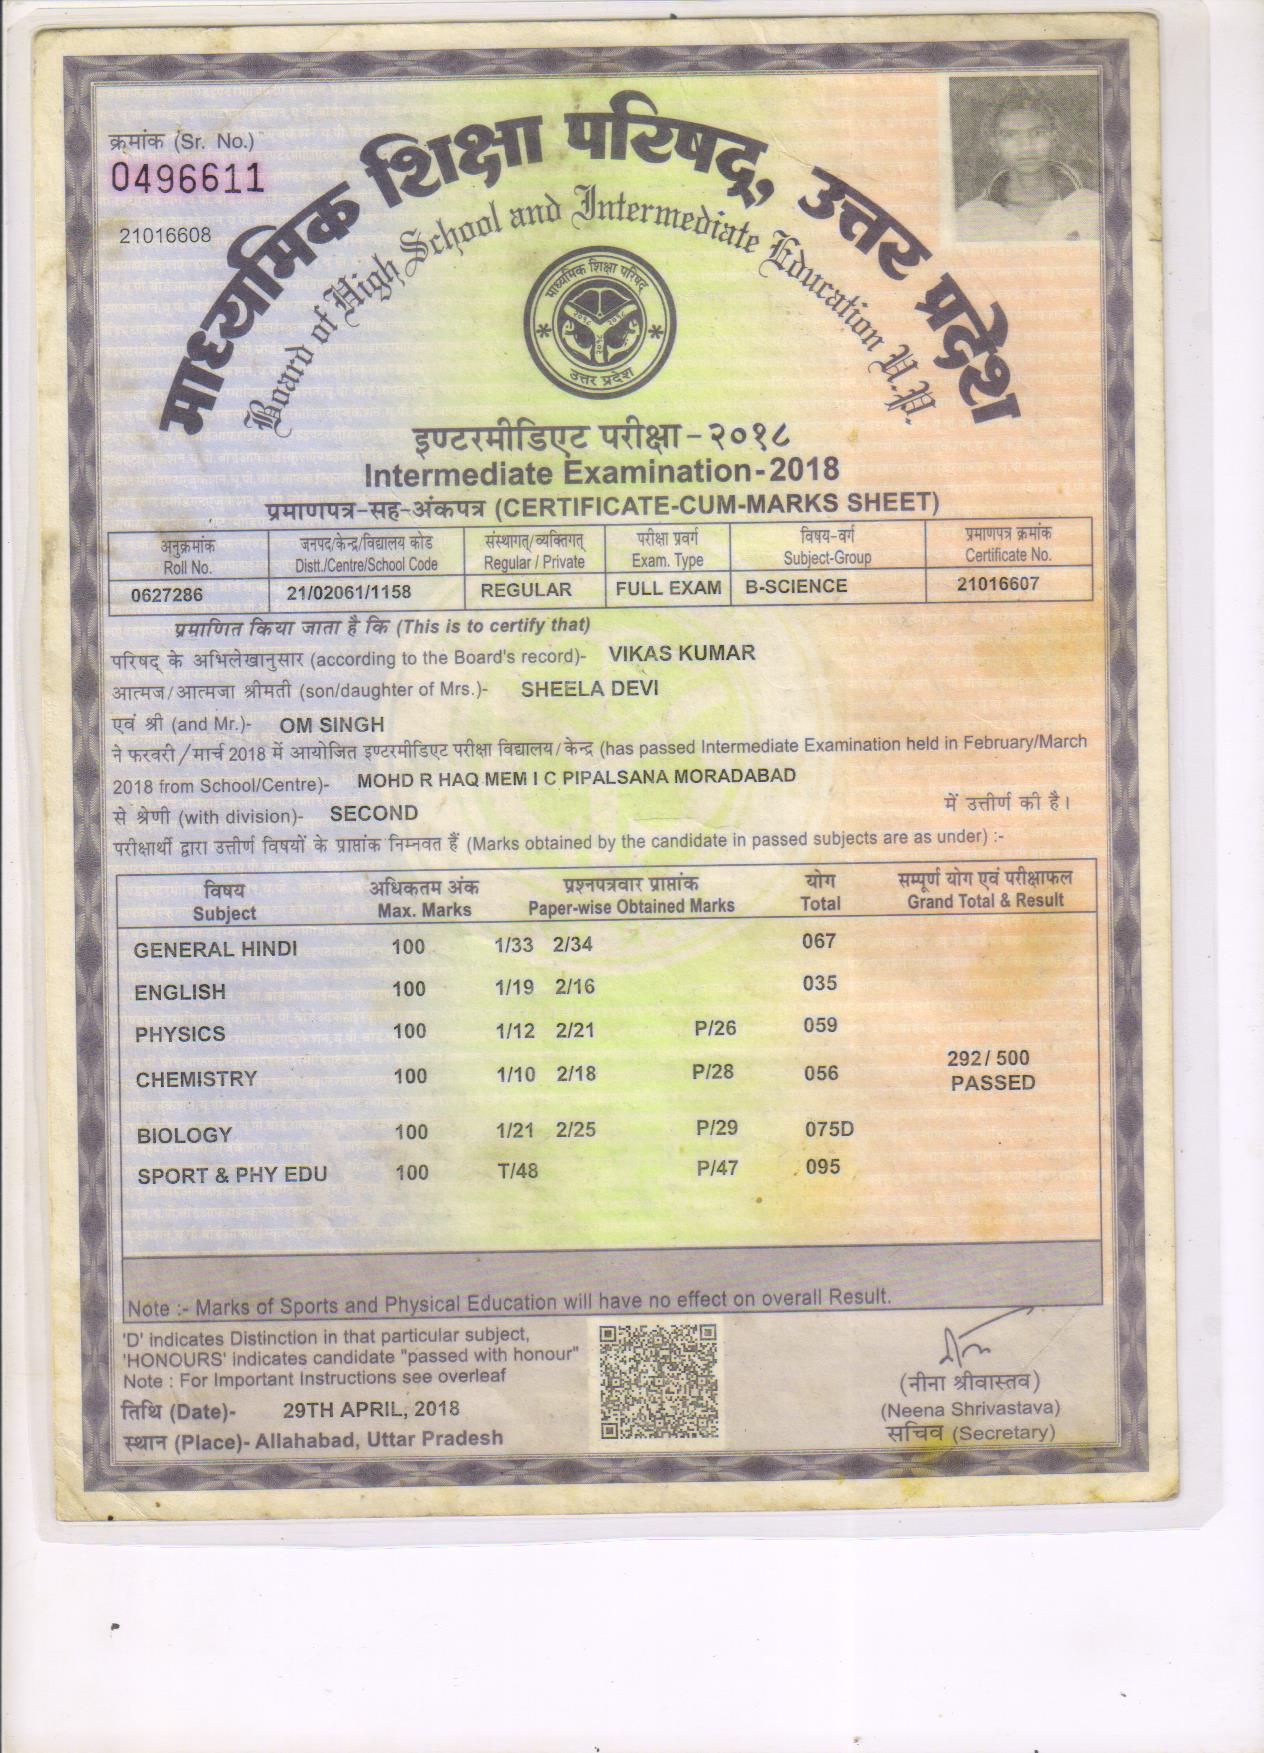 क्रमांक (Sr. No.)
0496611
21016608
माध्यमिक शिक्षा परिषद्, उत्तर प्रदेश
Board of High School and Intermediate Education U.P.
माध्यमिक शिक्षा परिषद्
२०१८ २०१८
२०१८
उत्तर प्रदेश
इण्टरमीडिएट परीक्षा - २०१८
Intermediate Examination - 2018
प्रमाणपत्र-सह-अंकपत्र (CERTIFICATE-CUM-MARKS SHEET)
अनुक्रमांक जनपद/केन्द्र/विद्यालय कोड संस्थागत्/व्यक्तिगत् परीक्षा प्रवर्ग विषय-वर्ग प्रमाणपत्र क्रमांक
Roll No. Distt./Centre/School Code Regular / Private Exam. Type Subject-Group Certificate No.
0627286 21/02061/1158 REGULAR FULL EXAM B-SCIENCE 21016607
प्रमाणित किया जाता है कि (This is to certify that)
परिषद् के अभिलेखानुसार (according to the Board's record)- VIKAS KUMAR
आत्मज/आत्मजा श्रीमती (son/daughter of Mrs.)- SHEELA DEVI
एवं श्री (and Mr.)- OM SINGH
ने फरवरी/मार्च 2018 में आयोजित इण्टरमीडिएट परीक्षा विद्यालय/केन्द्र (has passed Intermediate Examination held in February/March
2018 from School/Centre)- MOHD R HAQ MEM I C PIPALSANA MORADABAD
से श्रेणी (with division)- SECOND में उत्तीर्ण की है।
परीक्षार्थी द्वारा उत्तीर्ण विषयों के प्राप्तांक निम्नवत हैं (Marks obtained by the candidate in passed subjects are as under) :-
विषय अधिकतम अंक प्रश्नपत्रवार प्राप्तांक योग सम्पूर्ण योग एवं परीक्षाफल
Subject Max. Marks Paper-wise Obtained Marks Total Grand Total & Result
GENERAL HINDI 100 1/33 2/34 067
ENGLISH 100 1/19 2/16 035
PHYSICS 100 1/12 2/21 P/26 059
292/ 500
CHEMISTRY 100 1/10 2/18 P/28 056
PASSED
BIOLOGY 100 1/21 2/25 P/29 075D
SPORT & PHY EDU 100 T/48 P/47 095
Note :- Marks of Sports and Physical Education will have no effect on overall Result.
'D' indicates Distinction in that particular subject,
'HONOURS' indicates candidate "passed with honour"
Note : For Important Instructions see overleaf
तिथि (Date)- 29TH APRIL, 2018
स्थान (Place)- Allahabad, Uttar Pradesh
(नीना श्रीवास्तव)
(Neena Shrivastava)
सचिव (Secretary)